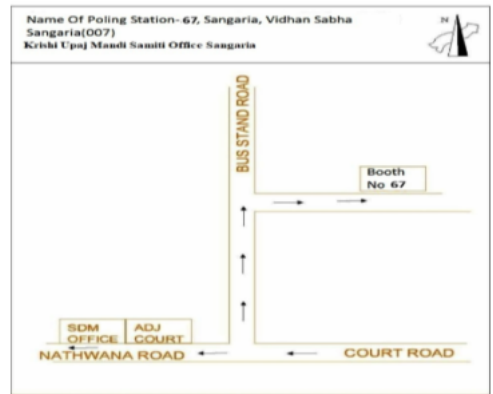 Name Of Poling Station- 67, Sangaria, Vidhan Sabha
Sangaria(007)
Krishi Upaj Mandi Samiti Office Sangaria
N
BUS STAND ROAD
Booth
No 67
SDM
OFFICE
ADJ
COURT
NATHWANA ROAD
COURT ROAD